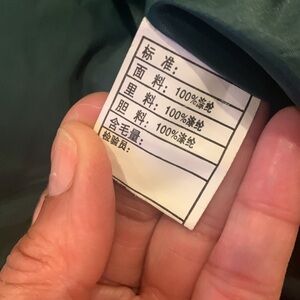 标 准:
面 料: 100%涤纶
里 料: 100%涤纶
胆 料: 100%涤纶
含毛量:
检验员: